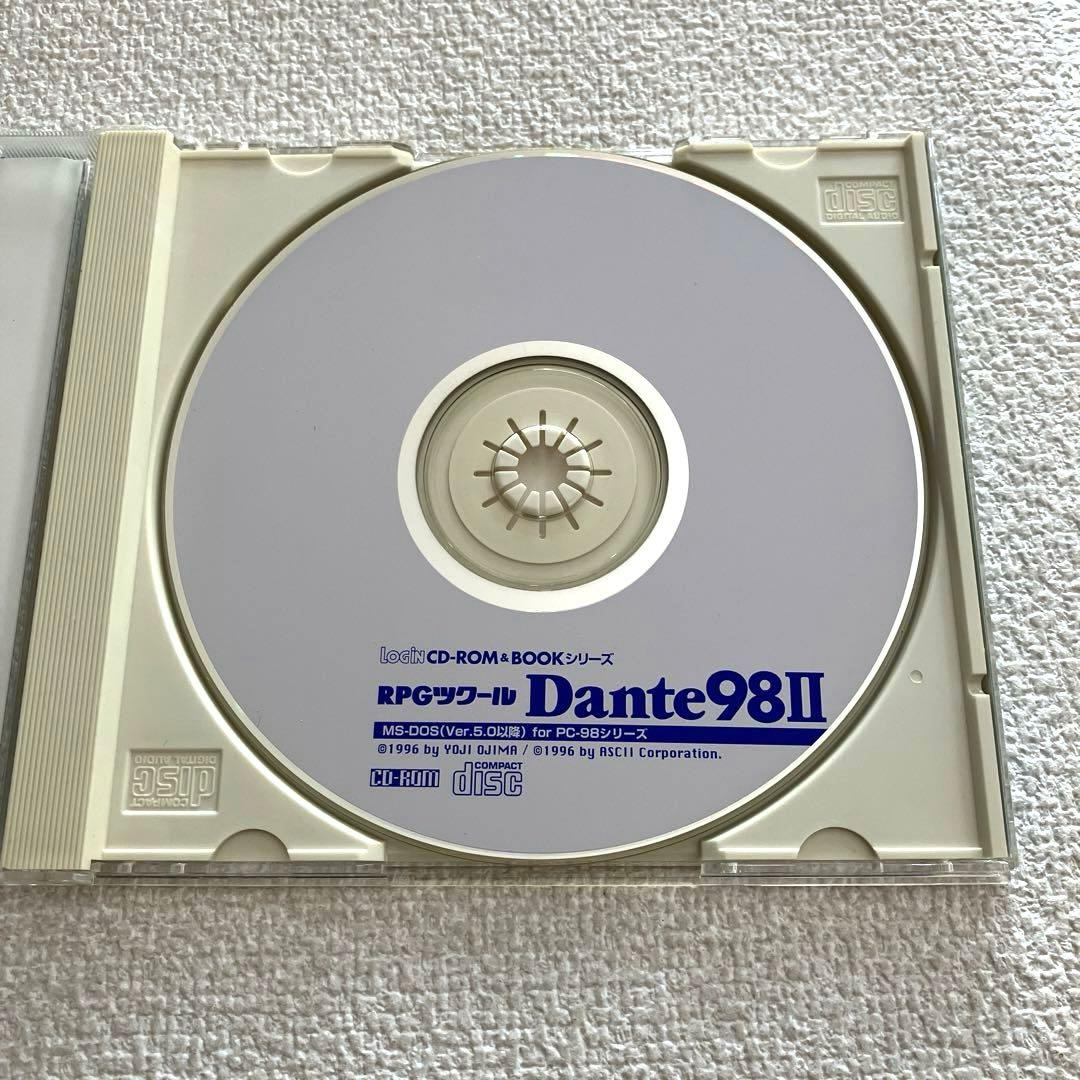 COMPACT
disc
DIGITAL AUDIO
LOGiN CD-ROM & BOOKシリーズ
RPGツクール Dante98II
MS-DOS(Ver.5.0以降) for PC-98シリーズ
©1996 by YOJI OJIMA / ©1996 by ASCII Corporation.
CD-ROM
COMPACT
disc
COMPACT
disc
DIGITAL AUDIO